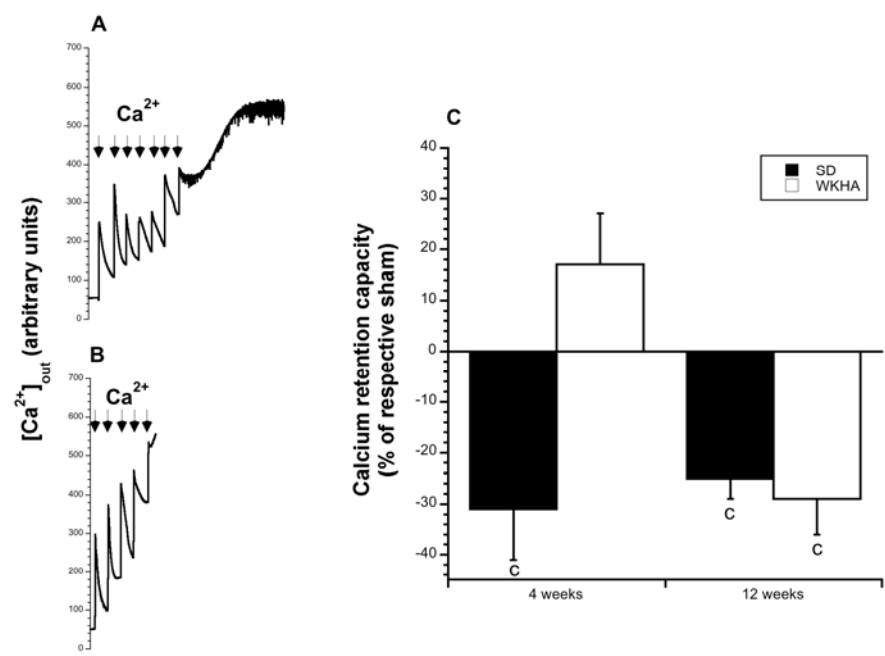 A
700
600
500
400
300
200
100
0
Ca2+
B
700
600
500
400
300
200
100
0
Ca2+
[Ca2+]out (arbitrary units)
C
40
30
20
10
0
-10
-20
-30
-40
Calcium retention capacity
(% of respective sham)
SD
WKHA
C
C
C
4 weeks
12 weeks